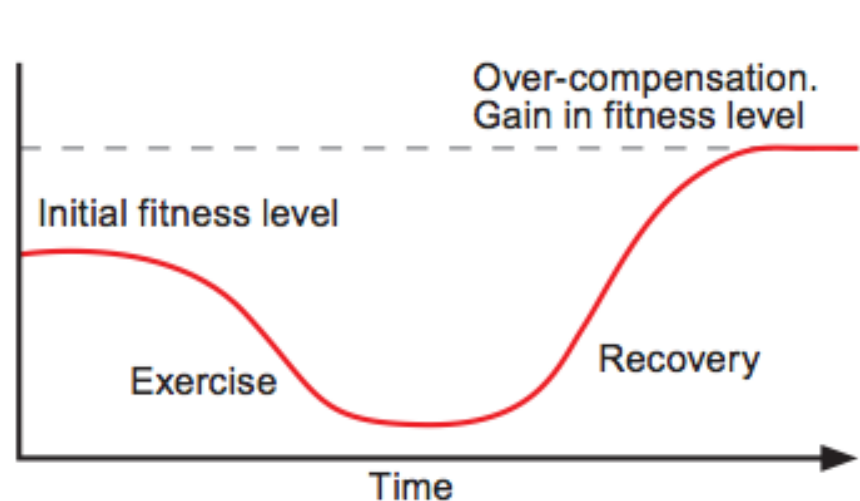 Over-compensation.
Gain in fitness level
Initial fitness level
Exercise
Recovery
Time